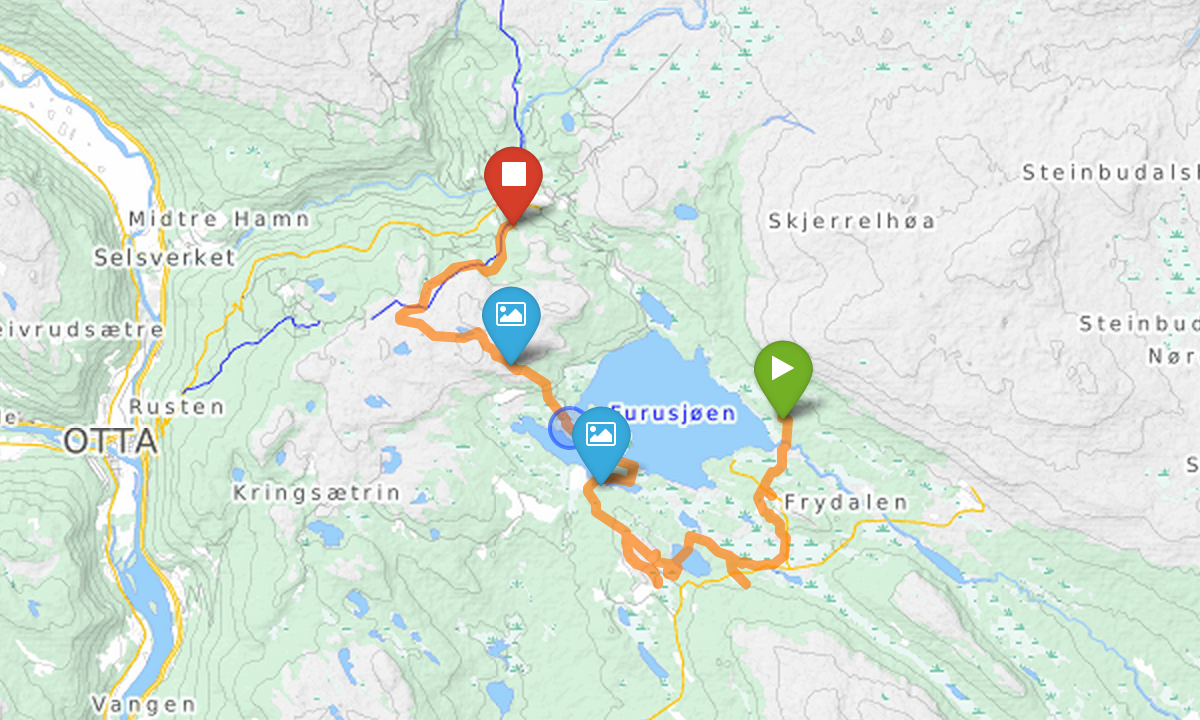 Steinbudalsh
Midtre Hamn
Skjerrelhøa
Selsverket
eivrudsætre
Steinbud
Nør
Rusten
Furusjøen
OTTA
Kringsætrin
Frydalen
Vangen